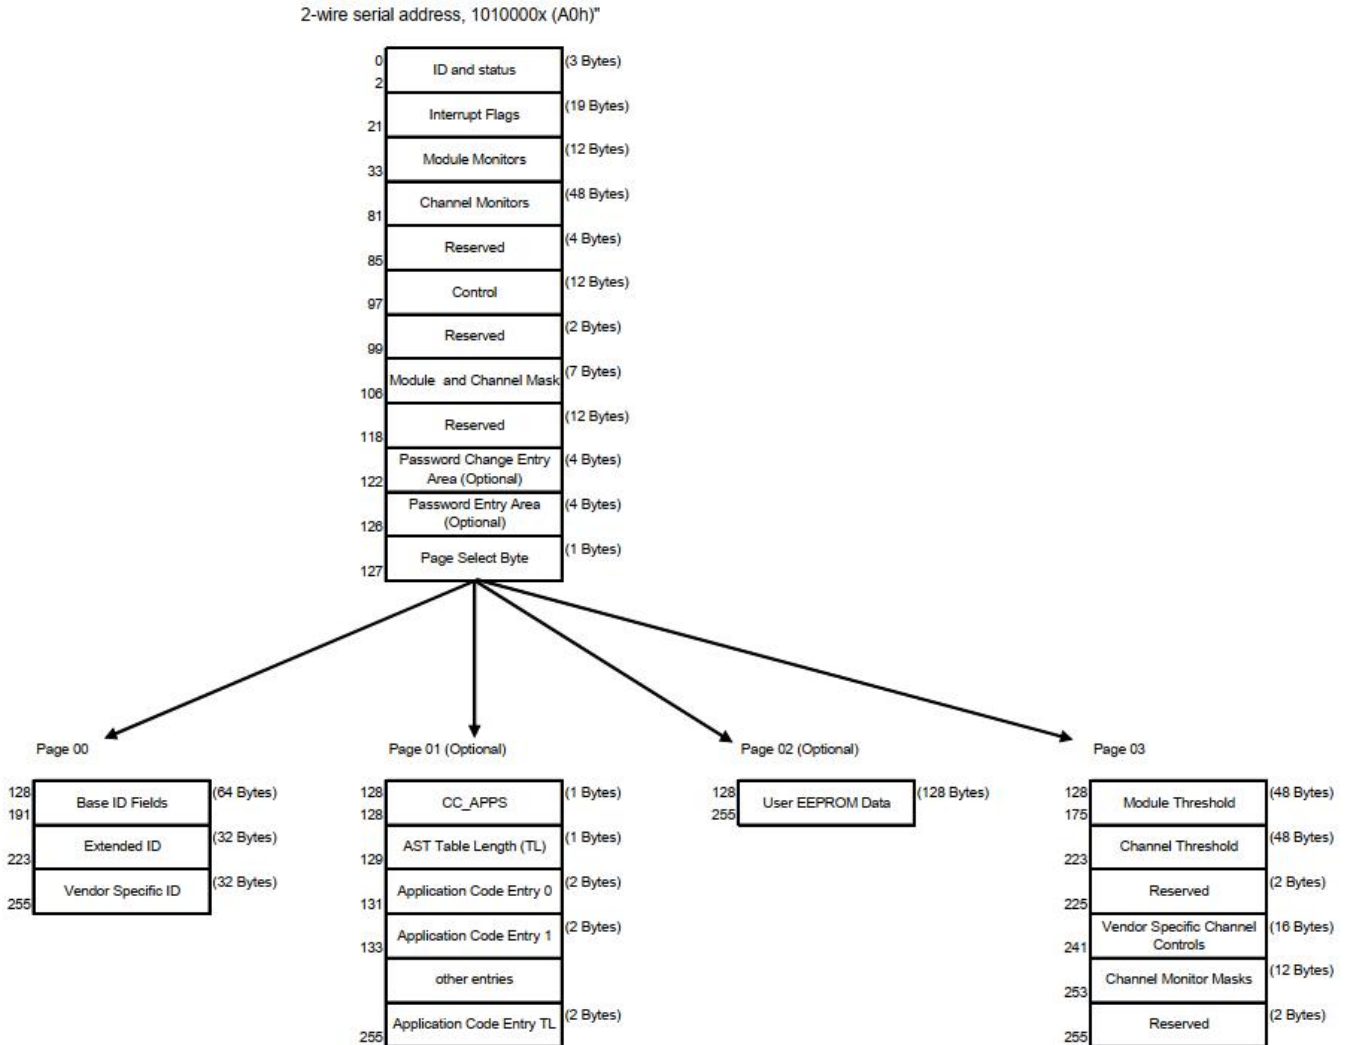 2-wire serial address, 1010000x (A0h)"
0
ID and status
(3 Bytes)
2
Interrupt Flags
(19 Bytes)
21
Module Monitors
(12 Bytes)
33
Channel Monitors
(48 Bytes)
81
Reserved
(4 Bytes)
85
Control
(12 Bytes)
97
Reserved
(2 Bytes)
99
Module and Channel Mask
(7 Bytes)
106
Reserved
(12 Bytes)
118
Password Change Entry
Area (Optional)
(4 Bytes)
122
Password Entry Area
(Optional)
(4 Bytes)
126
Page Select Byte
(1 Bytes)
127
Page 00
128
Base ID Fields
(64 Bytes)
191
Extended ID
(32 Bytes)
223
Vendor Specific ID
(32 Bytes)
255
Page 01 (Optional)
128
CC_APPS
(1 Bytes)
128
AST Table Length (TL)
(1 Bytes)
129
Application Code Entry 0
(2 Bytes)
131
Application Code Entry 1
(2 Bytes)
133
other entries
Application Code Entry TL
(2 Bytes)
255
Page 02 (Optional)
128
User EEPROM Data
(128 Bytes)
255
Page 03
128
Module Threshold
(48 Bytes)
175
Channel Threshold
(48 Bytes)
223
Reserved
(2 Bytes)
225
Vendor Specific Channel
Controls
(16 Bytes)
241
Channel Monitor Masks
(12 Bytes)
253
Reserved
(2 Bytes)
255